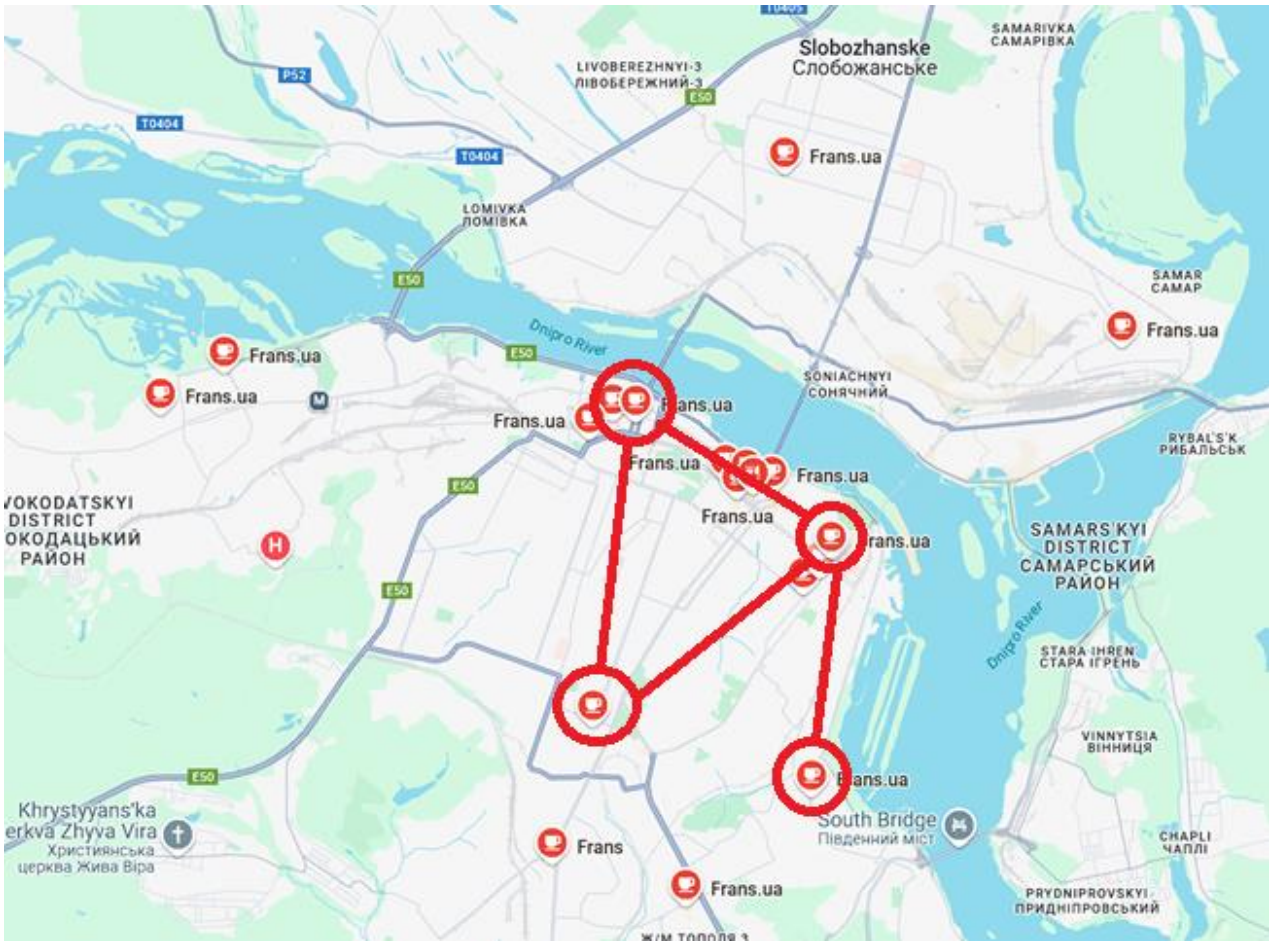 T0405
SAMARIVKA
САМАРІВКА
Slobozhanske
Слобожанське
LIVOBEREZHNYI-3
ЛІВОБЕРЕЖНИЙ-3
P52
E50
T0404
T0404
Frans.ua
LOMIVKA
ЛОМІВКА
E50
SAMAR
САМАР
Dnipro River
Frans.ua
E50
Frans.ua
SONIACHNYI
СОНЯЧНИЙ
Frans.ua
M
Frans.ua
Frans.ua
RYBAL'S'K
РИБАЛЬСЬК
Frans.ua
Frans.ua
E50
VOKODATSKYI
DISTRICT
ОКОДАЦЬКИЙ
РАЙОН
Frans.ua
H
rans.ua
SAMARS'KYI
DISTRICT
САМАРСЬКИЙ
РАЙОН
E50
Dnipro River
STARA IHREN
СТАРА ІГРЕНЬ
VINNYTSIA
ВІННИЦЯ
E50
ans.ua
Khrystyyans'ka
erkva Zhyva Vira
Християнська
церква Жива Віра
South Bridge
Південний міст
Frans
CHAPLI
ЧАПЛІ
Frans.ua
PRYDNIPROVSKYI
ПРИДНІПРОВСЬКИЙ
Ж/М ТОПОЛЯ 3